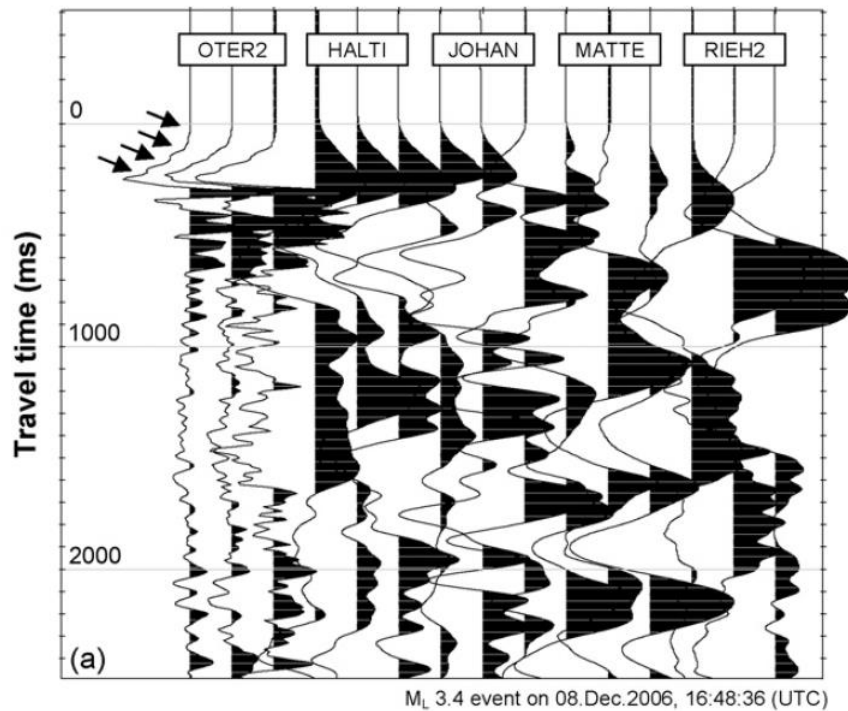 OTER2 HALTI JOHAN MATTE RIEH2
0
Travel time (ms)
1000
2000
(a)
M_L 3.4 event on 08.Dec.2006, 16:48:36 (UTC)